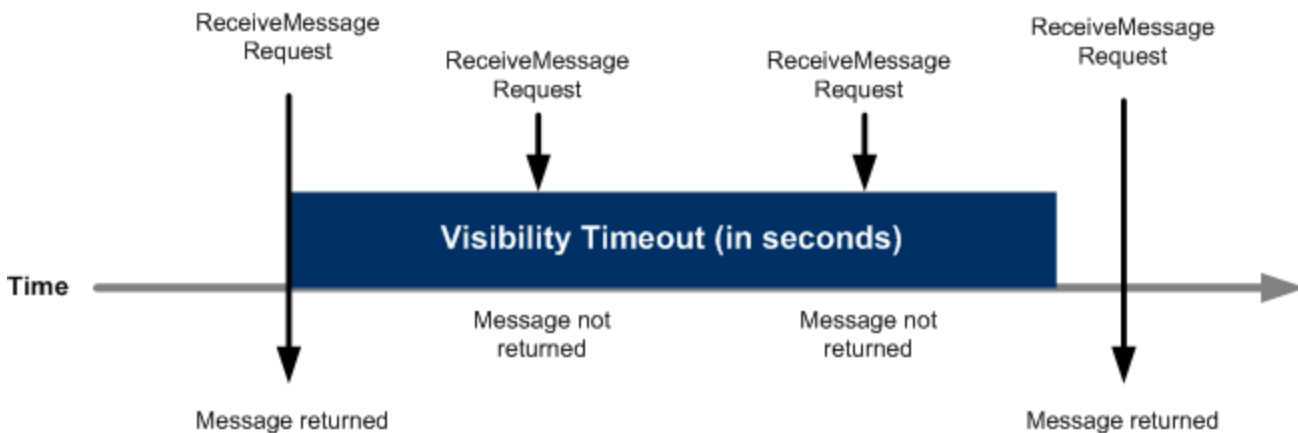 ReceiveMessage
Request
ReceiveMessage
Request
ReceiveMessage
Request
ReceiveMessage
Request
Visibility Timeout (in seconds)
Time
Message not
returned
Message not
returned
Message returned
Message returned